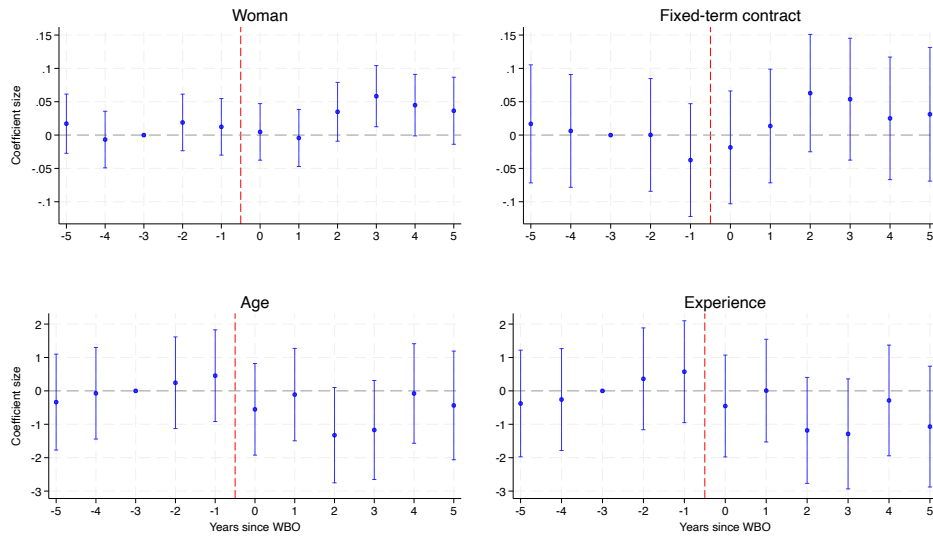 Woman
Coefficient size
.15
.1
.05
0
-.05
-.1
-5 -4 -3 -2 -1 0 1 2 3 4 5
Fixed-term contract
.15
.1
.05
0
-.05
-.1
-5 -4 -3 -2 -1 0 1 2 3 4 5
Age
Coefficient size
2
1
0
-1
-2
-3
-5 -4 -3 -2 -1 0 1 2 3 4 5
Years since WBO
Experience
2
1
0
-1
-2
-3
-5 -4 -3 -2 -1 0 1 2 3 4 5
Years since WBO